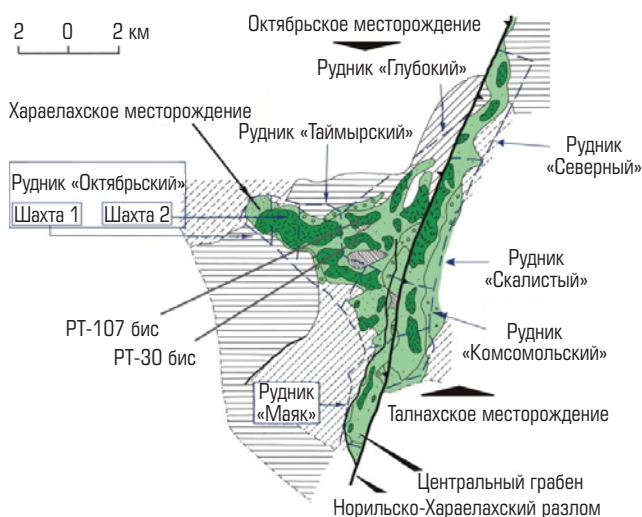 2 0 2 км
Октябрьское месторождение
Рудник «Глубокий»
Хараелахское месторождение
Рудник «Таймырский»
Рудник
«Северный»
Рудник «Октябрьский»
Шахта 1 Шахта 2
Рудник
«Скалистый»
РТ-107 бис
РТ-30 бис
Рудник
«Комсомольский»
Рудник
«Маяк»
Талнахское месторождение
Центральный грабен
Норильско-Хараелахский разлом